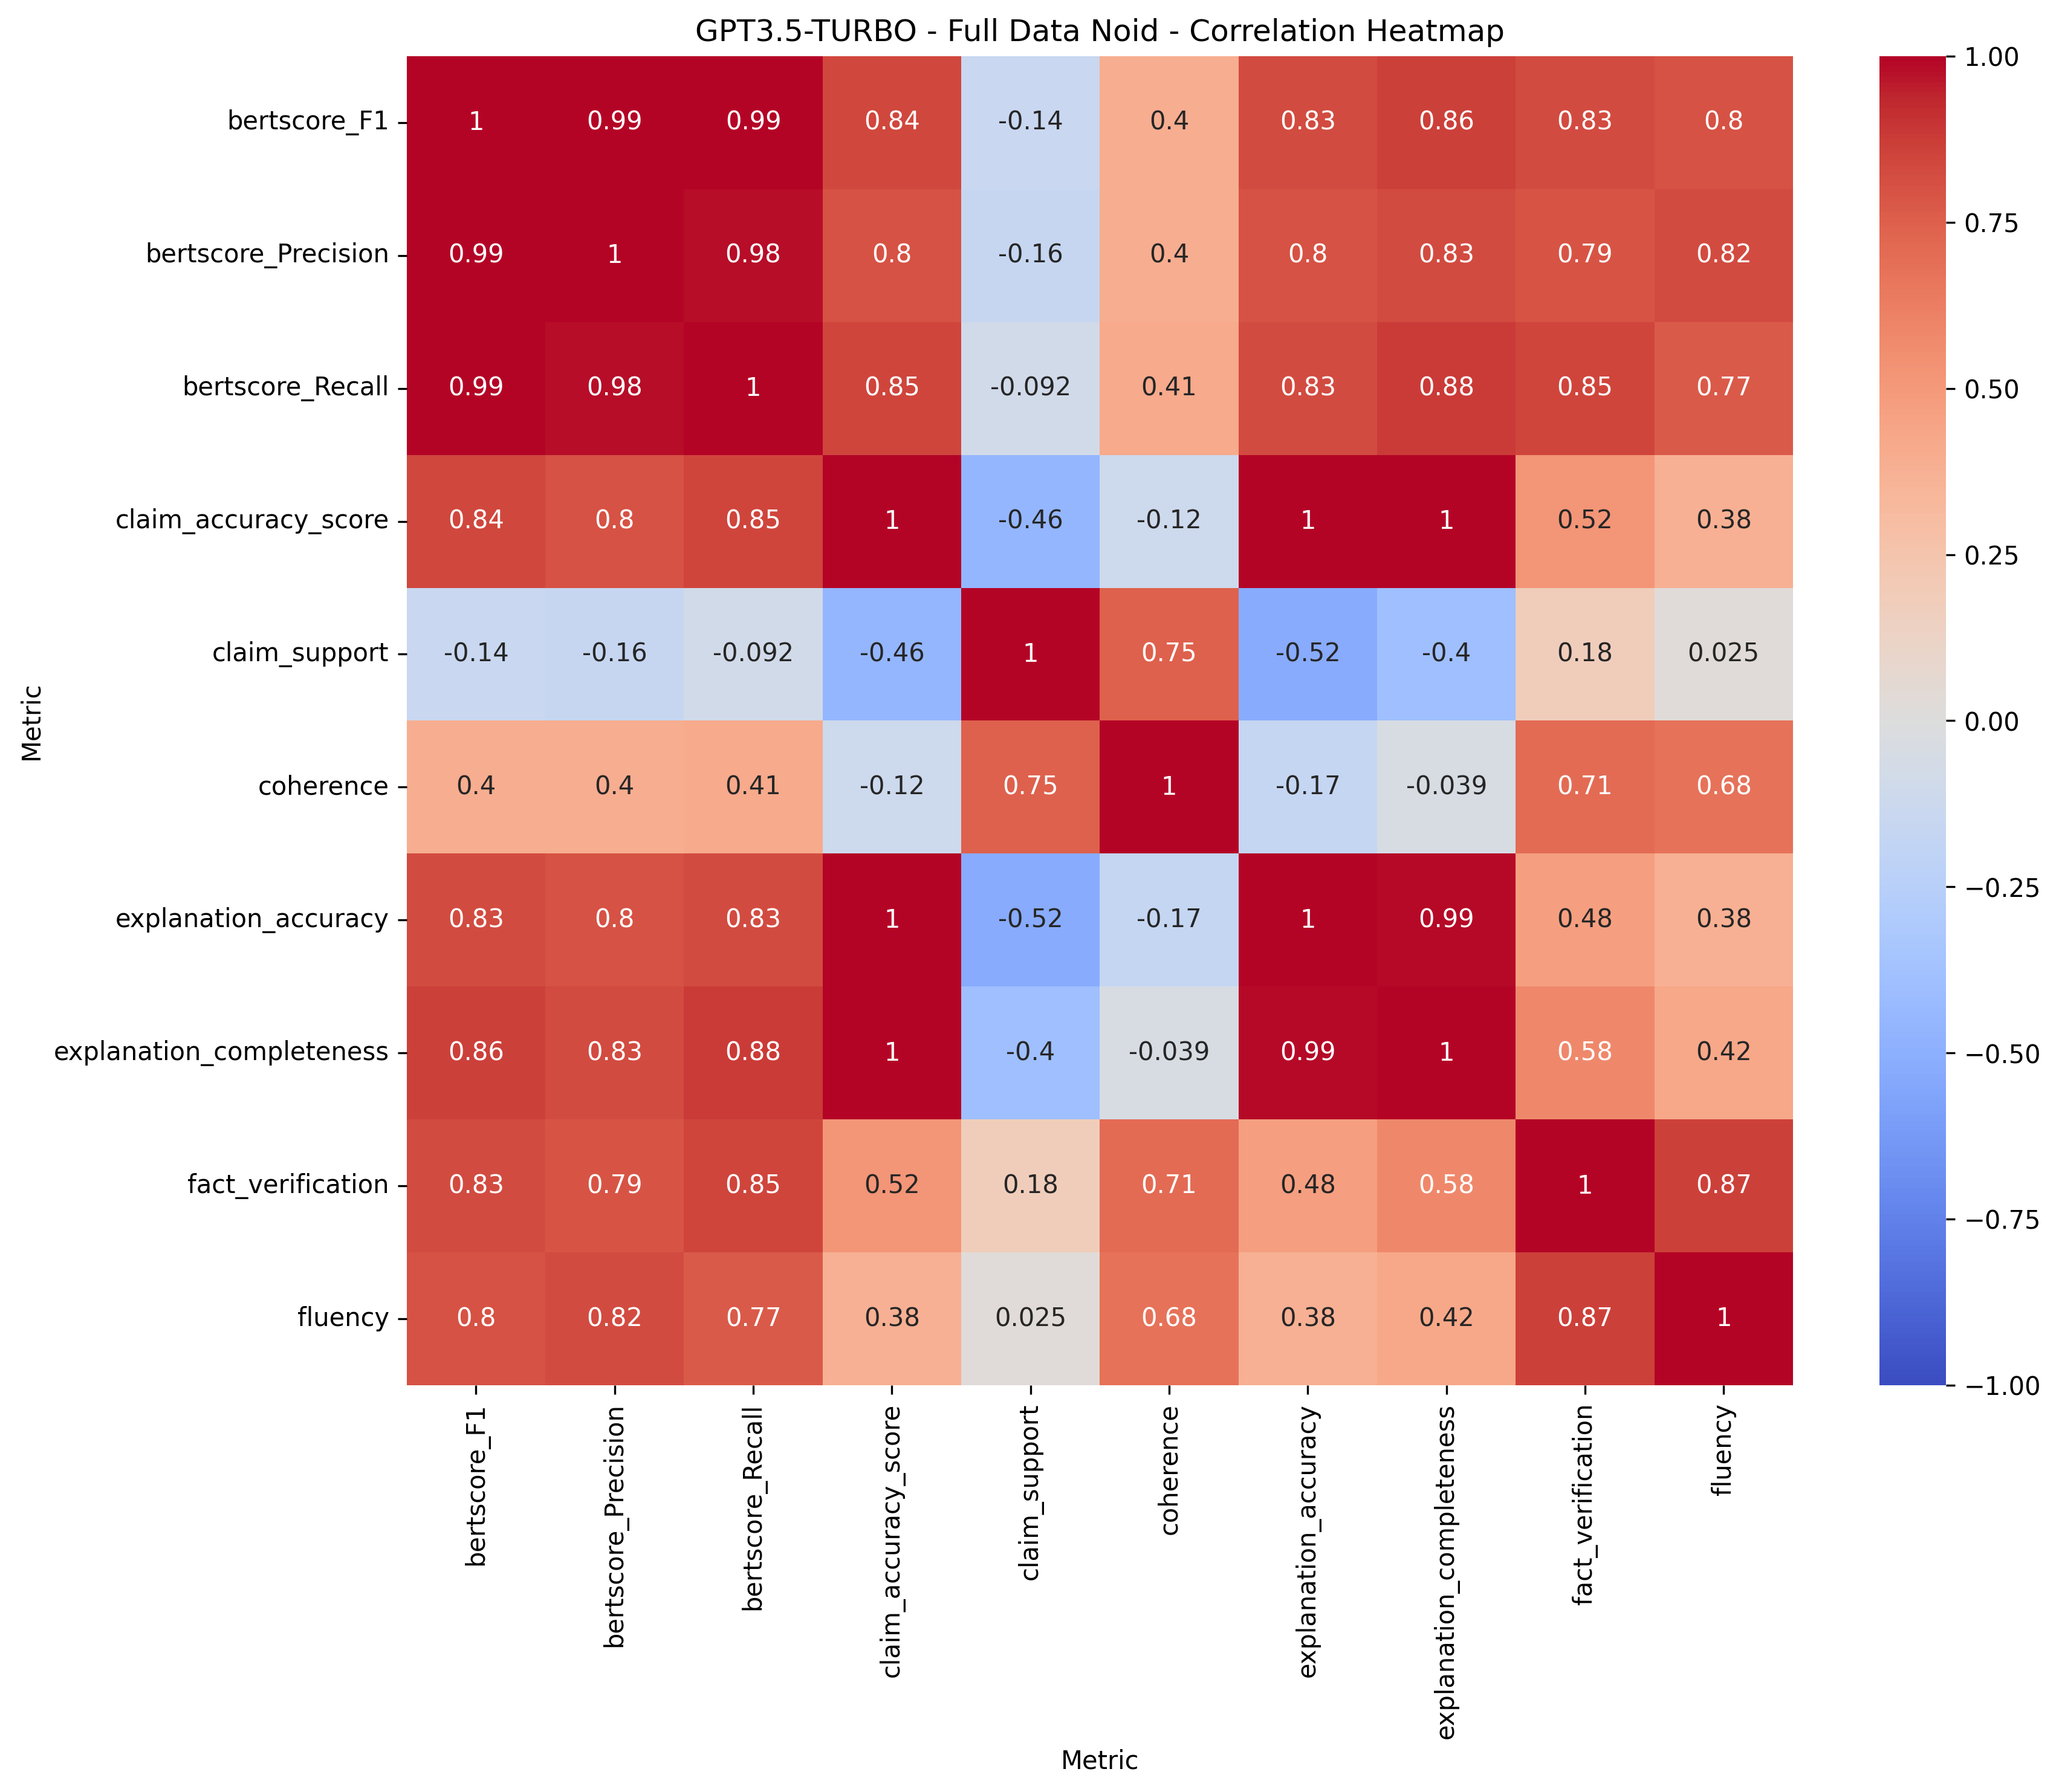 GPT3.5-TURBO - Full Data Noid - Correlation Heatmap
bertscore_F1 1 0.99 0.99 0.84 -0.14 0.4 0.83 0.86 0.83 0.8
bertscore_Precision 0.99 1 0.98 0.8 -0.16 0.4 0.8 0.83 0.79 0.82
bertscore_Recall 0.99 0.98 1 0.85 -0.092 0.41 0.83 0.88 0.85 0.77
claim_accuracy_score 0.84 0.8 0.85 1 -0.46 -0.12 1 1 0.52 0.38
claim_support -0.14 -0.16 -0.092 -0.46 1 0.75 -0.52 -0.4 0.18 0.025
coherence 0.4 0.4 0.41 -0.12 0.75 1 -0.17 -0.039 0.71 0.68
explanation_accuracy 0.83 0.8 0.83 1 -0.52 -0.17 1 0.99 0.48 0.38
explanation_completeness 0.86 0.83 0.88 1 -0.4 -0.039 0.99 1 0.58 0.42
fact_verification 0.83 0.79 0.85 0.52 0.18 0.71 0.48 0.58 1 0.87
fluency 0.8 0.82 0.77 0.38 0.025 0.68 0.38 0.42 0.87 1
Metric
bertscore_F1
bertscore_Precision
bertscore_Recall
claim_accuracy_score
claim_support
coherence
explanation_accuracy
explanation_completeness
fact_verification
fluency
Metric
1.00
0.75
0.50
0.25
0.00
−0.25
−0.50
−0.75
−1.00